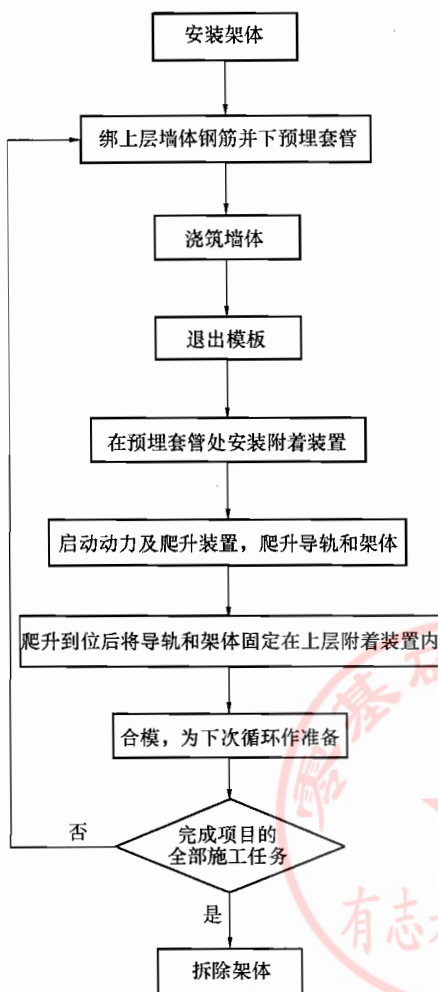 安装架体
绑上层墙体钢筋并下预埋套管
浇筑墙体
退出模板
在预埋套管处安装附着装置
启动动力及爬升装置，爬升导轨和架体
爬升到位后将导轨和架体固定在上层附着装置内
合模，为下次循环作准备
完成项目的
全部施工任务
否
是
拆除架体
零基
有志